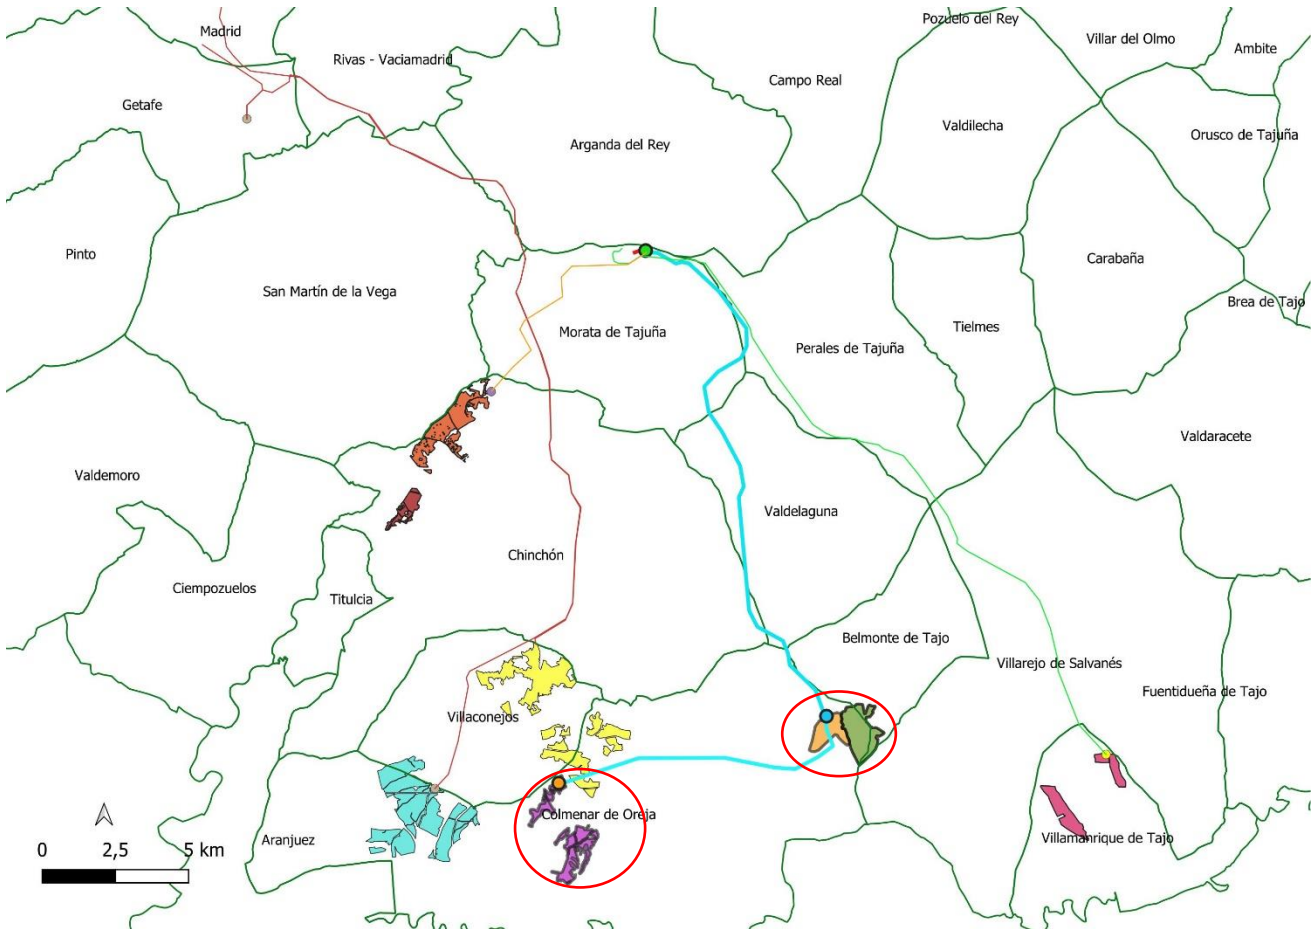 Pozuelo del Rey
Madrid
Villar del Olmo
Ambite
Rivas - Vaciamadrid
Campo Real
Getafe
Valdilecha
Orusco de Tajuña
Arganda del Rey
Pinto
Carabaña
San Martín de la Vega
Brea de Tajo
Tielmes
Morata de Tajuña
Perales de Tajuña
Valdaracete
Valdemoro
Valdelaguna
Chinchón
Ciempozuelos
Titulcia
Belmonte de Tajo
Villarejo de Salvanés
Fuentidueña de Tajo
Villaconejos
Colmenar de Oreja
Aranjuez
Villamanrique de Tajo
0 2,5 5 km